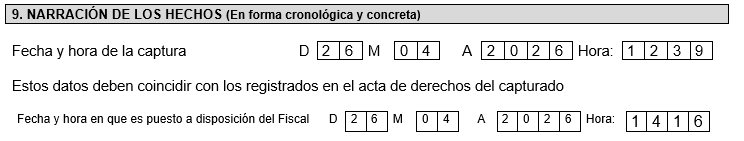 9. NARRACIÓN DE LOS HECHOS (En forma cronológica y concreta)
Fecha y hora de la captura D 2 6 M 0 4 A 2 0 2 6 Hora: 1 2 3 9
Estos datos deben coincidir con los registrados en el acta de derechos del capturado
Fecha y hora en que es puesto a disposición del Fiscal D 2 6 M 0 4 A 2 0 2 6 Hora: 1 4 1 6